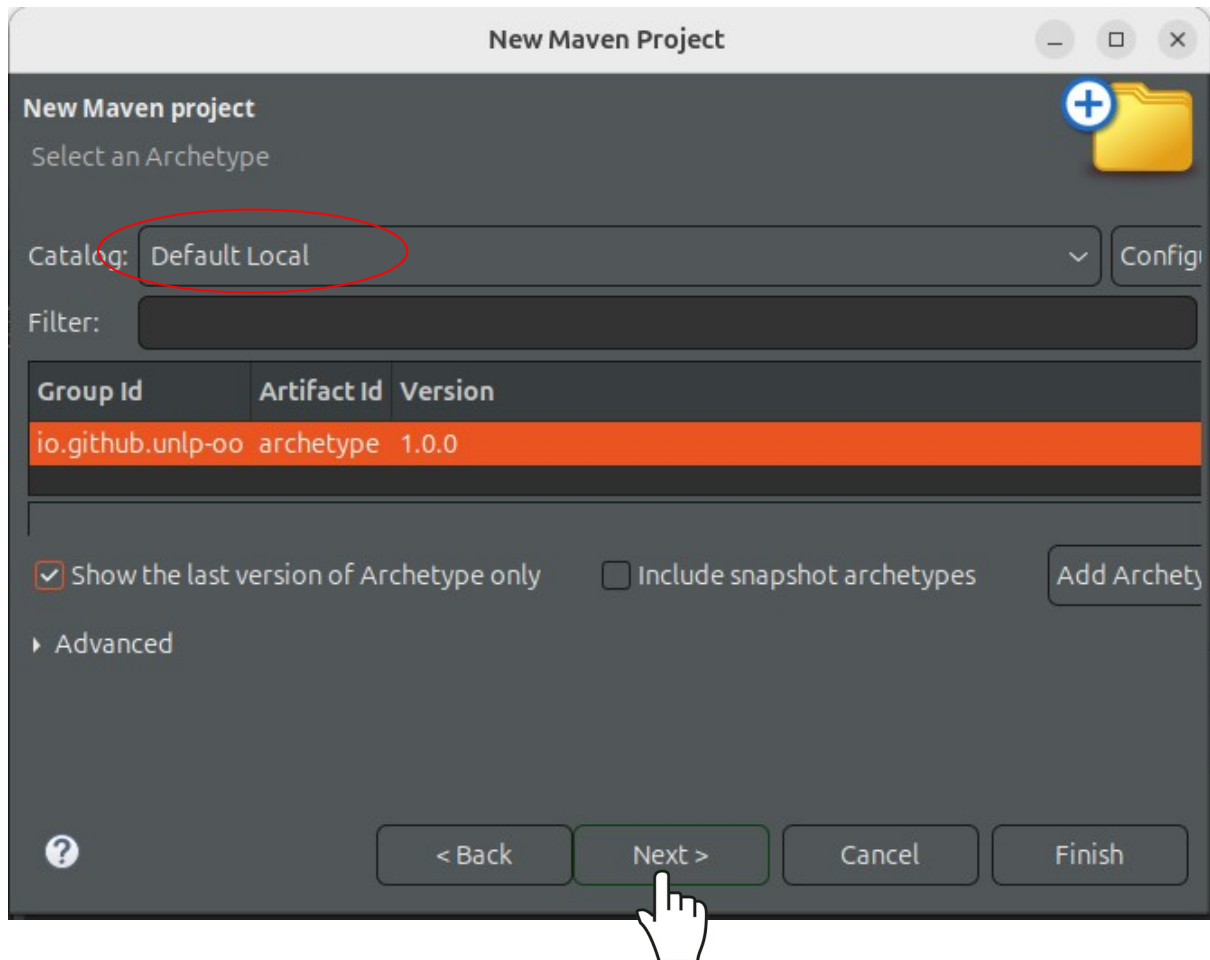 New Maven Project
New Maven project
Select an Archetype
Catalog: Default Local
Filter:
Group Id Artifact Id Version
io.github.unlp-oo archetype 1.0.0
Show the last version of Archetype only Include snapshot archetypes Add
Advanced
< Back Next > Cancel Finish